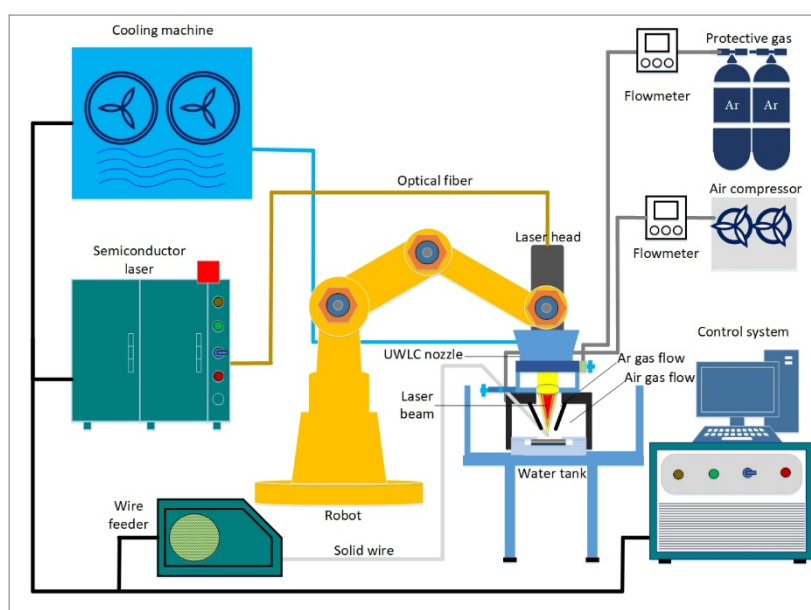 Cooling machine
Protective gas
Flowmeter
Ar Ar
Optical fiber
Air compressor
Semiconductor
laser
Laser head
Flowmeter
Control system
UWLC nozzle
Ar gas flow
Air gas flow
Laser
beam
Water tank
Wire
feeder
Robot
Solid wire